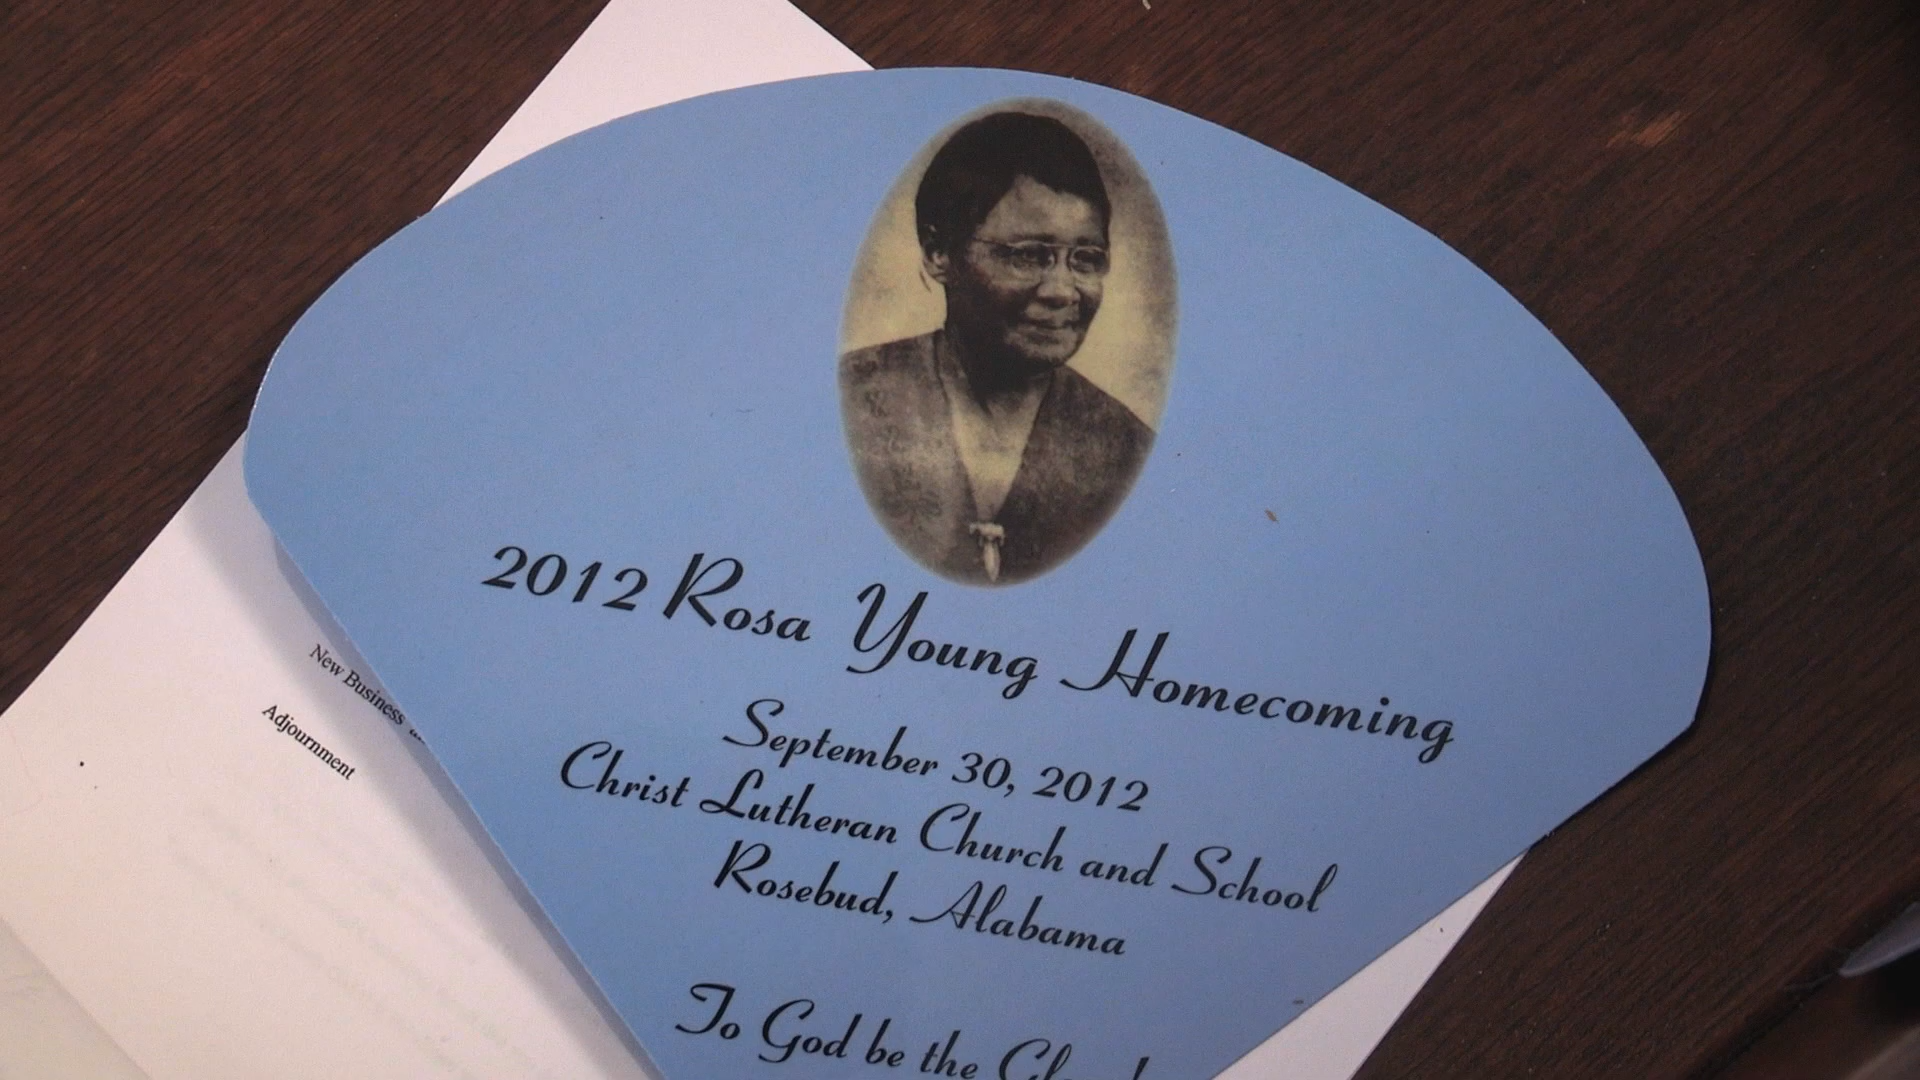 2012 Rosa Young Homecoming
September 30, 2012
Christ Lutheran Church and School
Rosebud, Alabama
To God be the
New Business
Adjournment